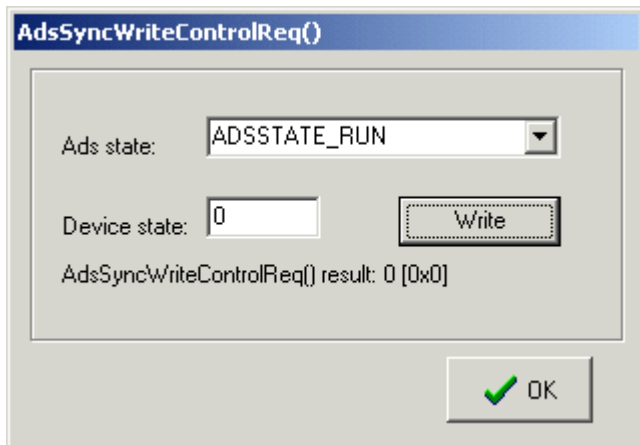 AdsSyncWriteControlReq()
Ads state: ADSSTATE_RUN
Device state: 0 Write
AdsSyncWriteControlReq() result: 0 [0x0]
OK